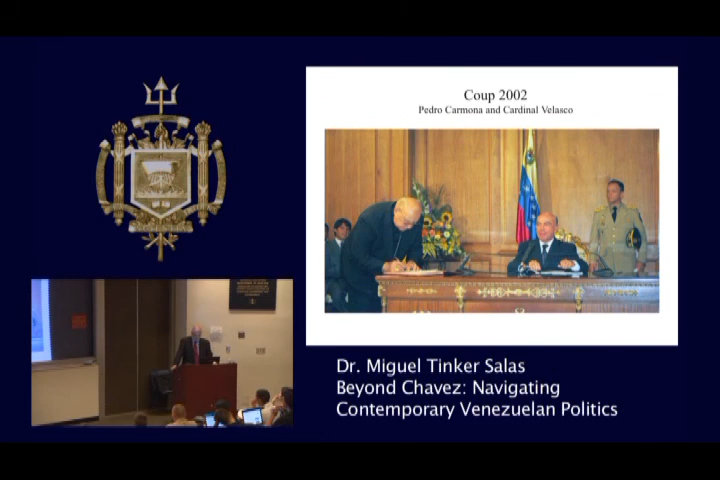 Coup 2002
Pedro Carmona and Cardinal Velasco
Dr. Miguel Tinker Salas
Beyond Chavez: Navigating
Contemporary Venezuelan Politics